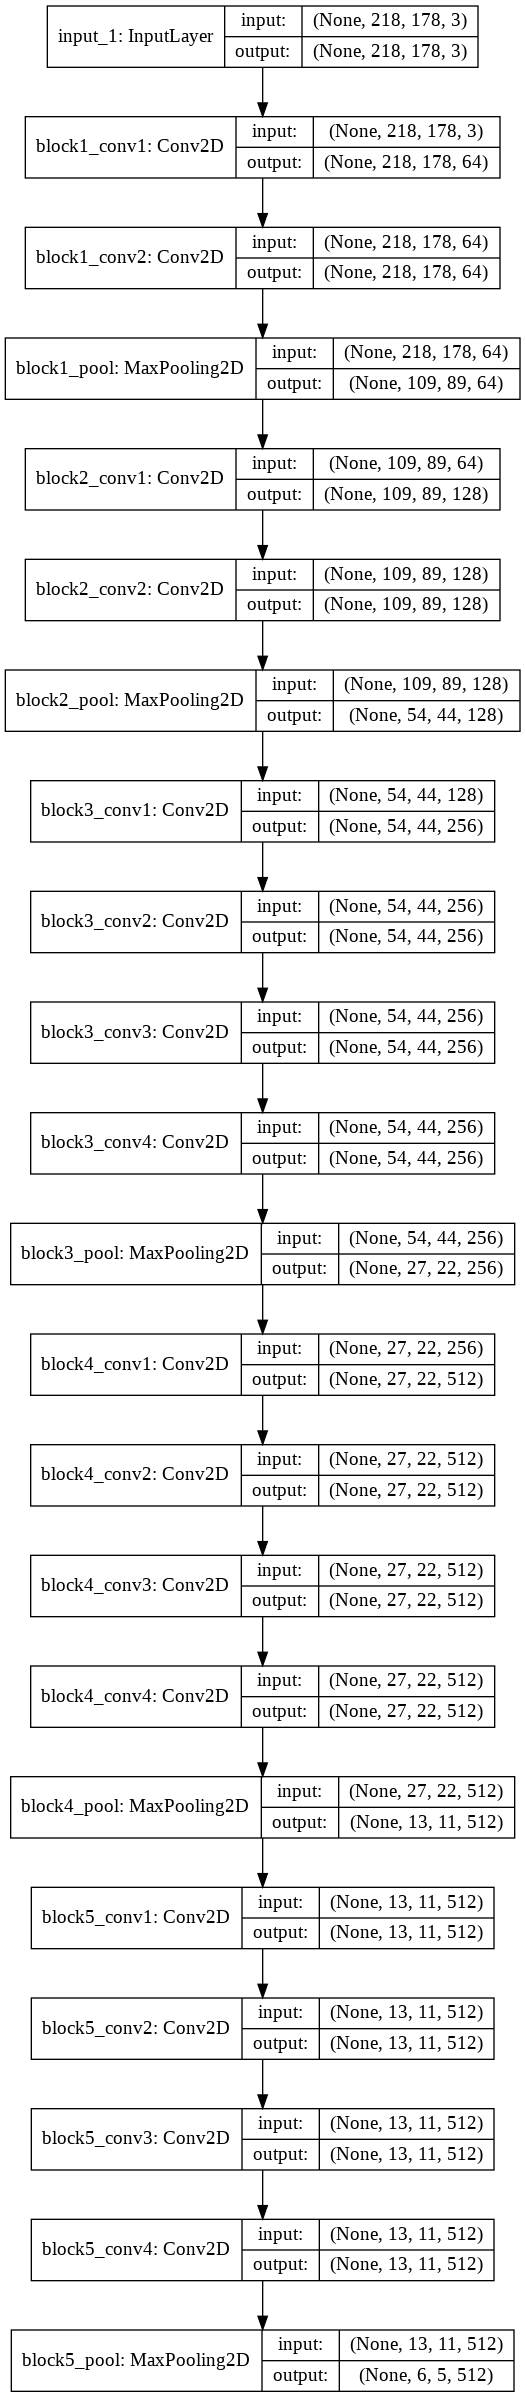 input_1: InputLayer
input: (None, 218, 178, 3)
output: (None, 218, 178, 3)
block1_conv1: Conv2D
input: (None, 218, 178, 3)
output: (None, 218, 178, 64)
block1_conv2: Conv2D
input: (None, 218, 178, 64)
output: (None, 218, 178, 64)
block1_pool: MaxPooling2D
input: (None, 218, 178, 64)
output: (None, 109, 89, 64)
block2_conv1: Conv2D
input: (None, 109, 89, 64)
output: (None, 109, 89, 128)
block2_conv2: Conv2D
input: (None, 109, 89, 128)
output: (None, 109, 89, 128)
block2_pool: MaxPooling2D
input: (None, 109, 89, 128)
output: (None, 54, 44, 128)
block3_conv1: Conv2D
input: (None, 54, 44, 128)
output: (None, 54, 44, 256)
block3_conv2: Conv2D
input: (None, 54, 44, 256)
output: (None, 54, 44, 256)
block3_conv3: Conv2D
input: (None, 54, 44, 256)
output: (None, 54, 44, 256)
block3_conv4: Conv2D
input: (None, 54, 44, 256)
output: (None, 54, 44, 256)
block3_pool: MaxPooling2D
input: (None, 54, 44, 256)
output: (None, 27, 22, 256)
block4_conv1: Conv2D
input: (None, 27, 22, 256)
output: (None, 27, 22, 512)
block4_conv2: Conv2D
input: (None, 27, 22, 512)
output: (None, 27, 22, 512)
block4_conv3: Conv2D
input: (None, 27, 22, 512)
output: (None, 27, 22, 512)
block4_conv4: Conv2D
input: (None, 27, 22, 512)
output: (None, 27, 22, 512)
block4_pool: MaxPooling2D
input: (None, 27, 22, 512)
output: (None, 13, 11, 512)
block5_conv1: Conv2D
input: (None, 13, 11, 512)
output: (None, 13, 11, 512)
block5_conv2: Conv2D
input: (None, 13, 11, 512)
output: (None, 13, 11, 512)
block5_conv3: Conv2D
input: (None, 13, 11, 512)
output: (None, 13, 11, 512)
block5_conv4: Conv2D
input: (None, 13, 11, 512)
output: (None, 13, 11, 512)
block5_pool: MaxPooling2D
input: (None, 13, 11, 512)
output: (None, 6, 5, 512)